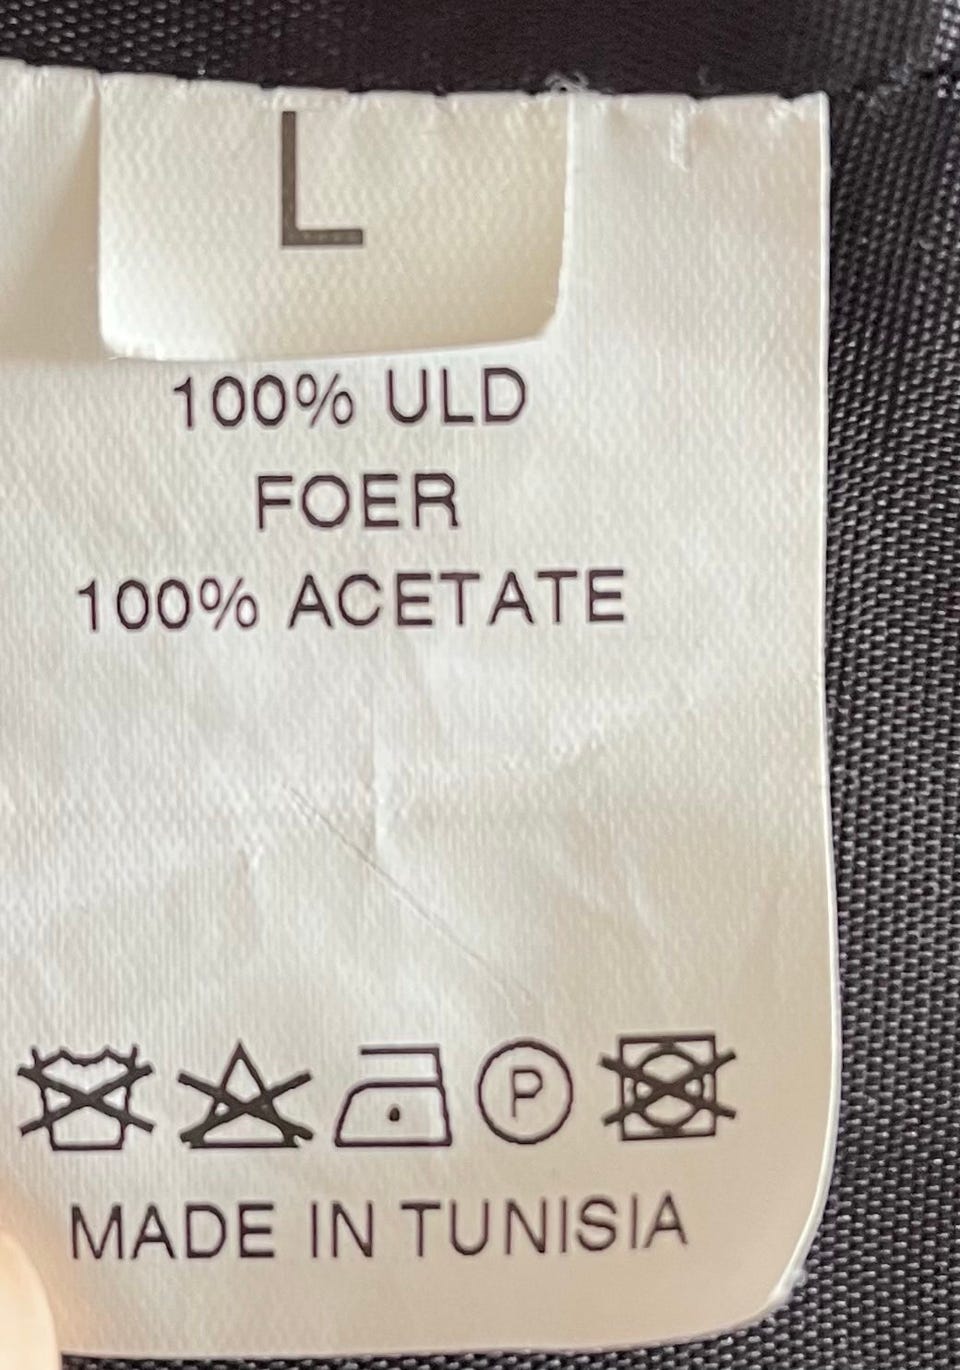 L
100% ULD
FOER
100% ACETATE
P
MADE IN TUNISIA